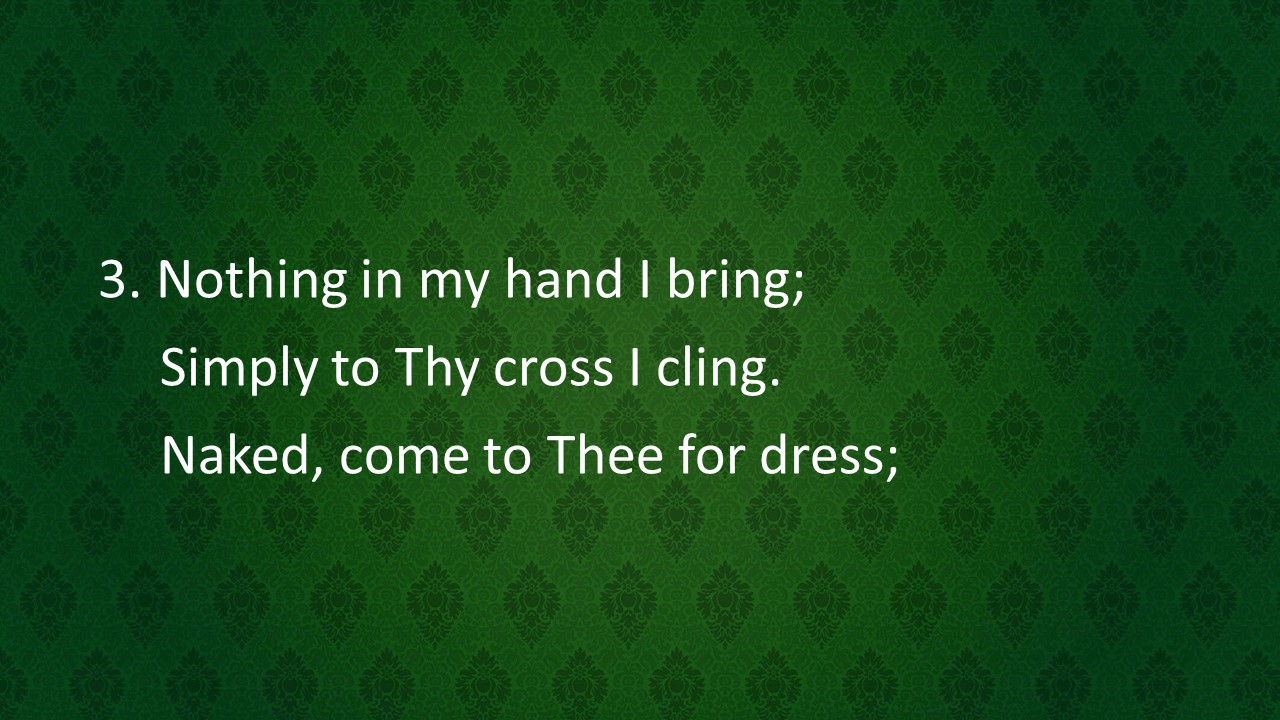 3. Nothing in my hand I bring;
Simply to Thy cross I cling.
Naked, come to Thee for dress;